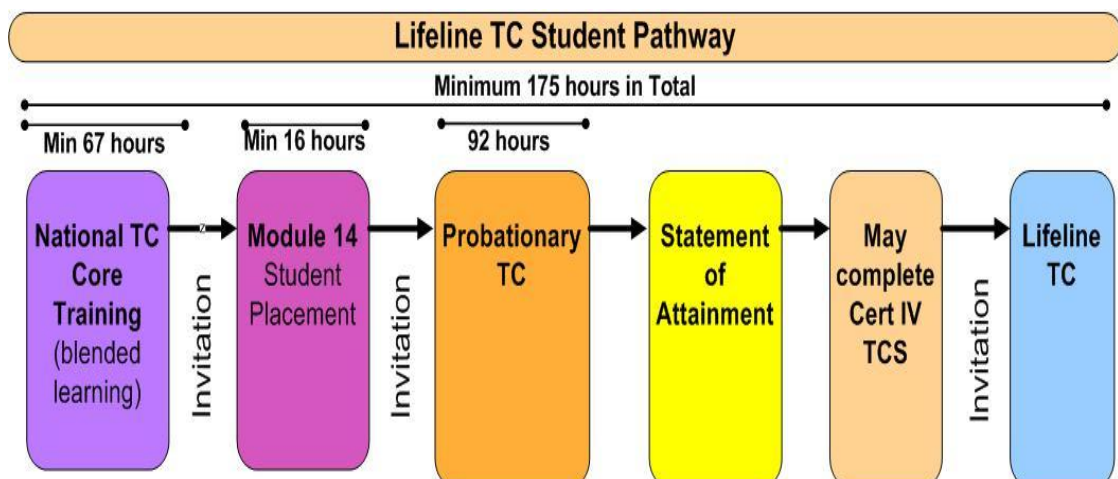 Lifeline TC Student Pathway
Minimum 175 hours in Total
Min 67 hours
Min 16 hours
92 hours
National TC
Core
Training
(blended
learning)
Invitation
Module 14
Student
Placement
Invitation
Probationary
TC
Statement
of
Attainment
May
complete
Cert IV
TCS
Invitation
Lifeline
TC